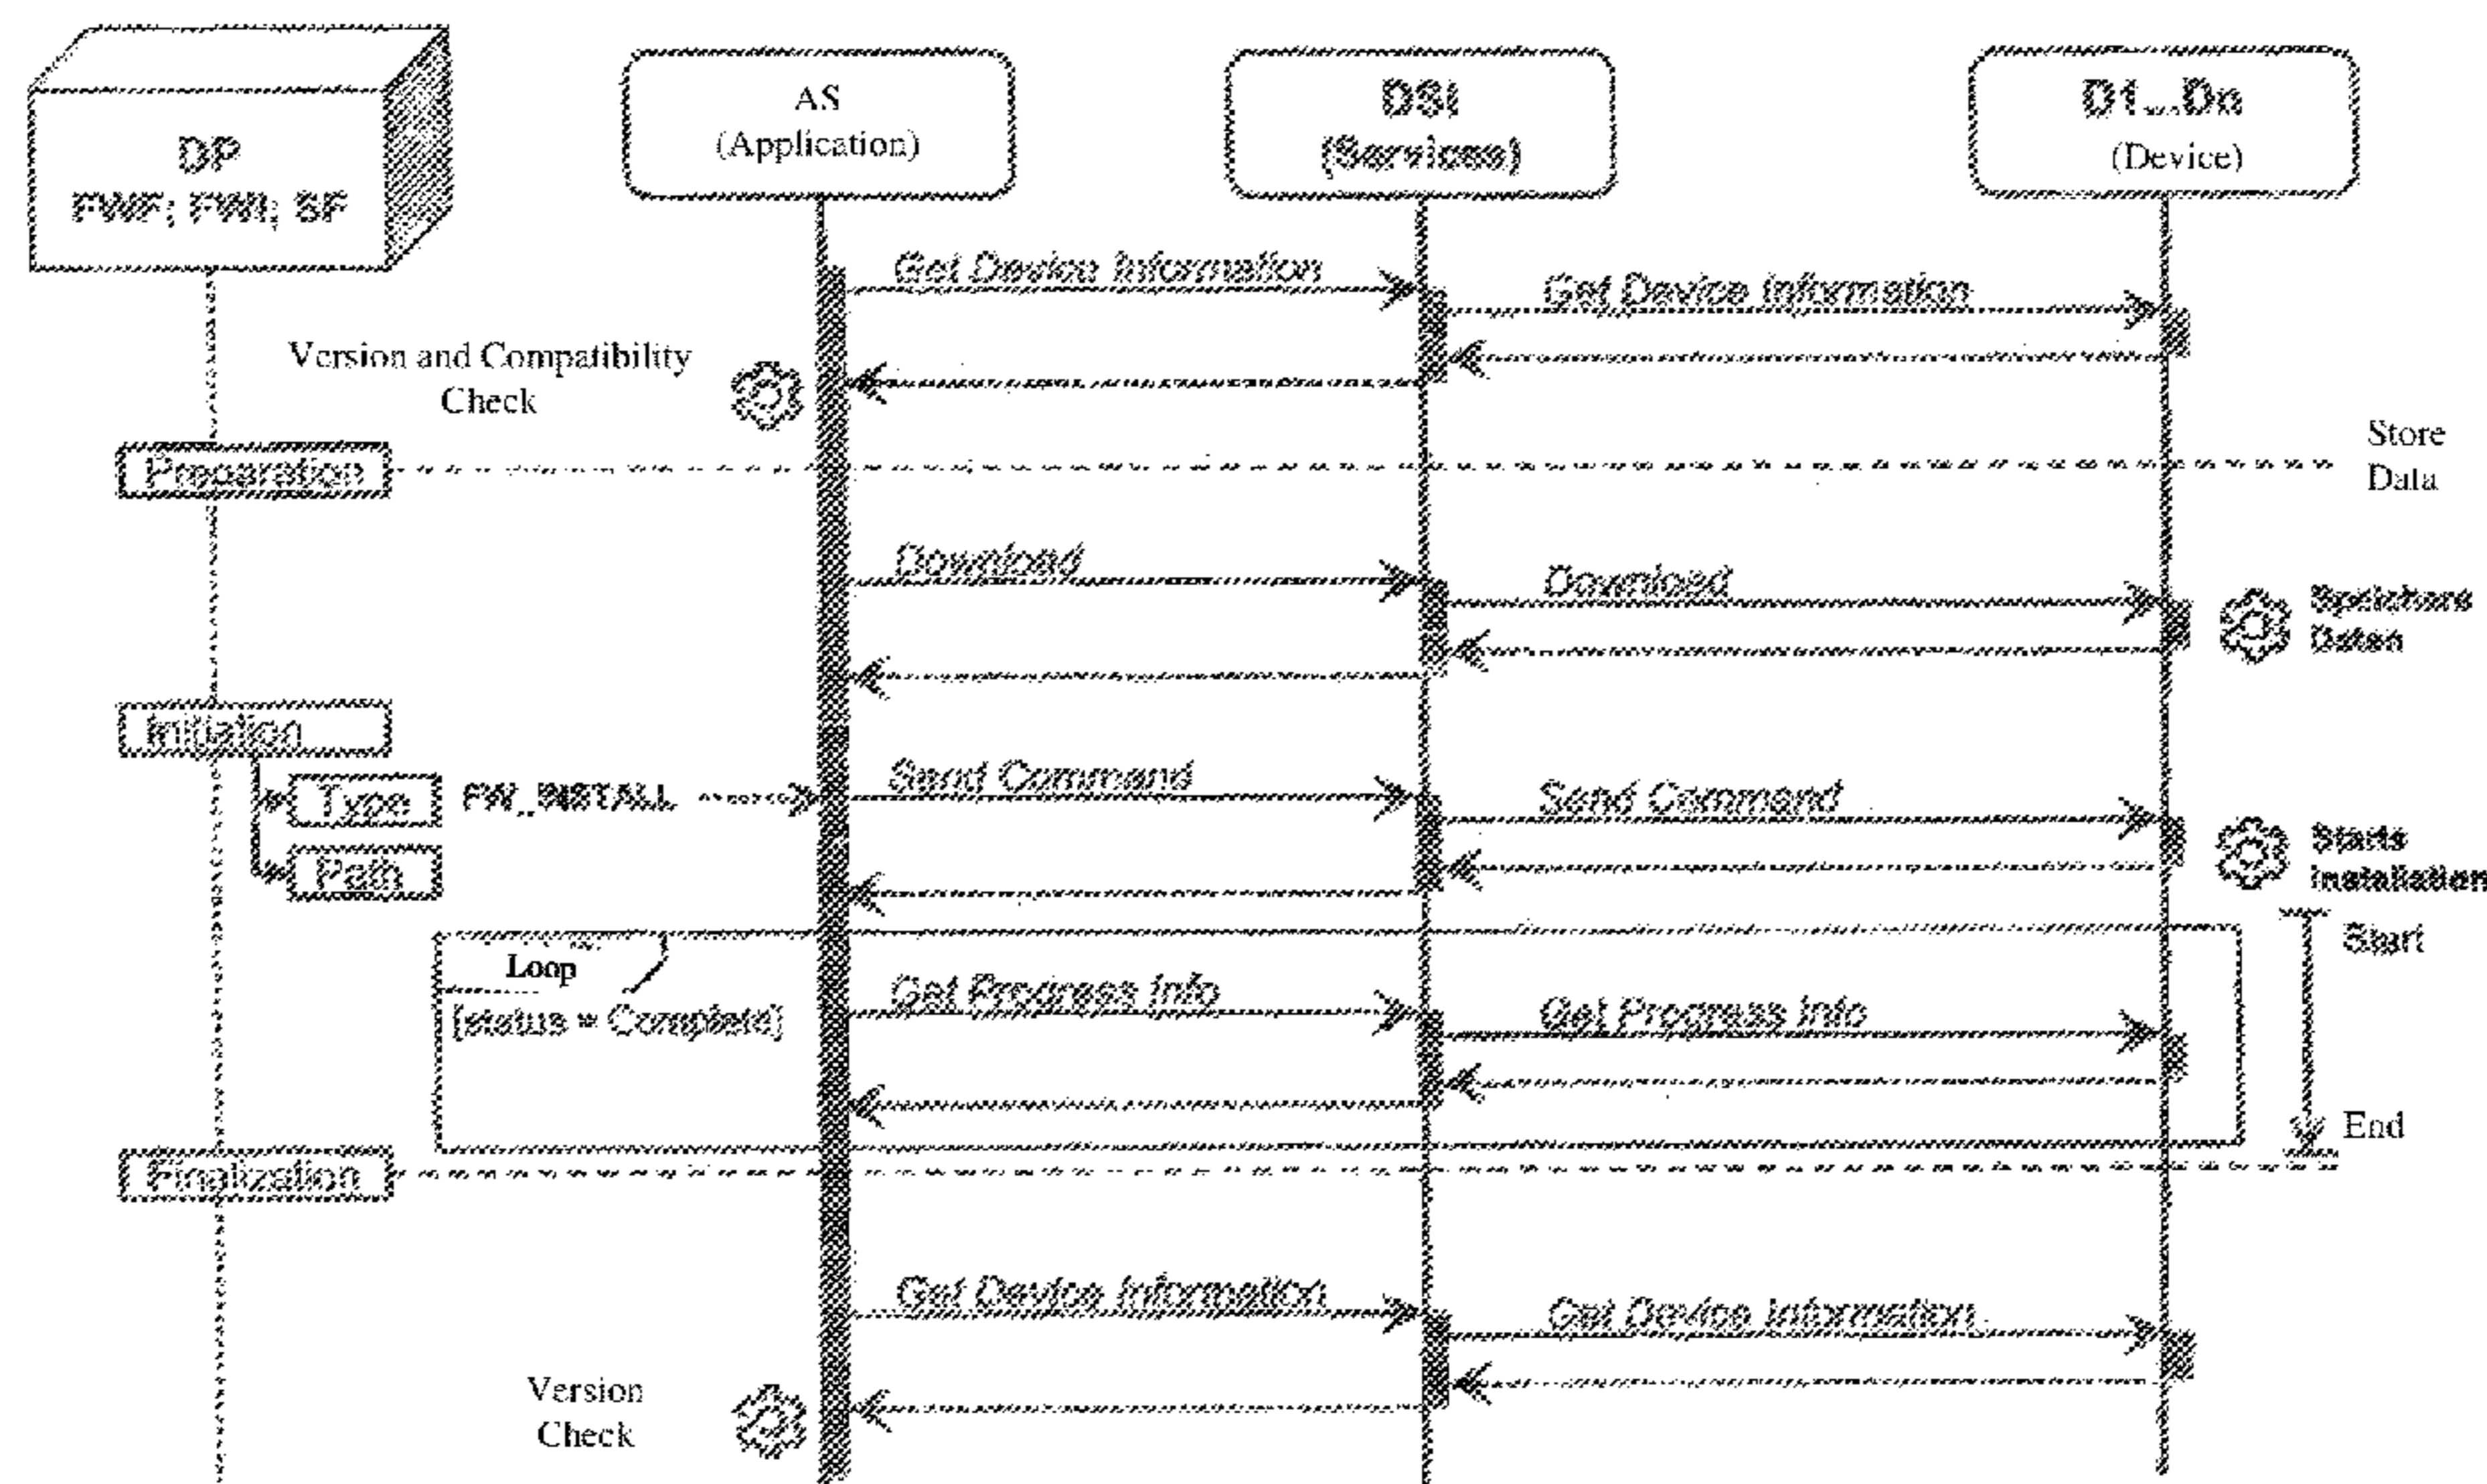 DP
FWF; FWI; SF
AS
(Application)
DSI
(Services)
D1...Dn
(Device)
Get Device Information
Get Device Information
Version and Compatibility
Check
Preparation
Store
Data
Download
Download
Speichere
Daten
Initiation
Type
FW_INSTALL
Send Command
Send Command
Path
Starts
Installation
Loop
[status = Complete]
Get Progress Info
Get Progress Info
Start
End
Finalization
Get Device Information
Get Device Information
Version
Check